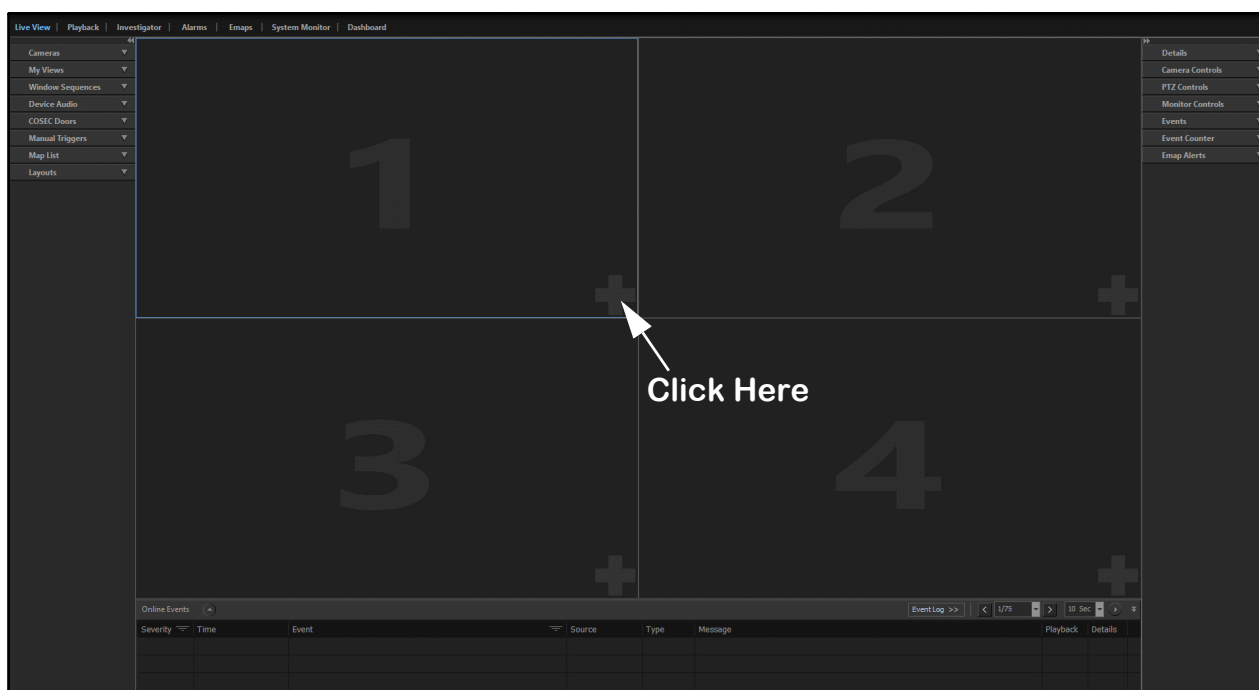 Live View | Playback | Investigator | Alarms | Emaps | System Monitor | Dashboard
Cameras
My Views
Window Sequences
Device Audio
COSEC Doors
Manual Triggers
Map List
Layouts
1
2
Click Here
3
4
Details
Camera Controls
PTZ Controls
Monitor Controls
Events
Event Counter
Emap Alerts
Online Events Event Log >> 1/75 10 Sec
Severity Time Event Source Type Message Playback Details